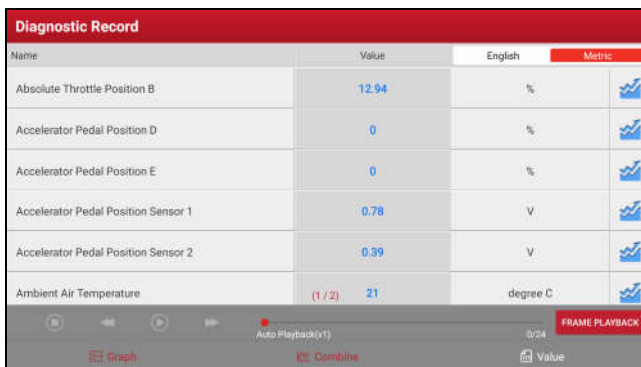 Diagnostic Record
Name Value English Metric
Absolute Throttle Position B 12.94 %
Accelerator Pedal Position D 0 %
Accelerator Pedal Position E 0 %
Accelerator Pedal Position Sensor 1 0.78 V
Accelerator Pedal Position Sensor 2 0.39 V
Ambient Air Temperature (1 / 2) 21 degree C
Auto Playback(x1) 0/24 FRAME PLAYBACK
Graph Combine Value